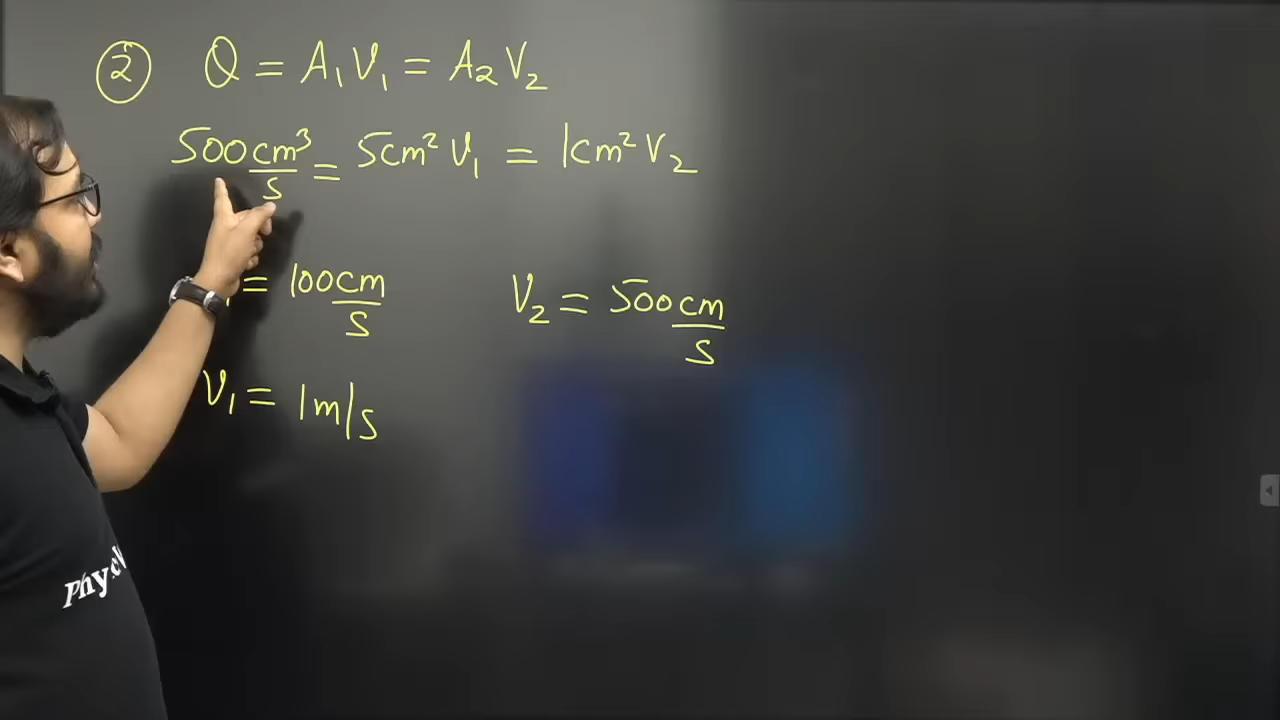 ② Q = A₁V₁ = A₂V₂
500 cm³/s = 5cm² V₁ = 1cm² V₂
= 100 cm/s V₂ = 500 cm/s
V₁ = 1m/s
Phy